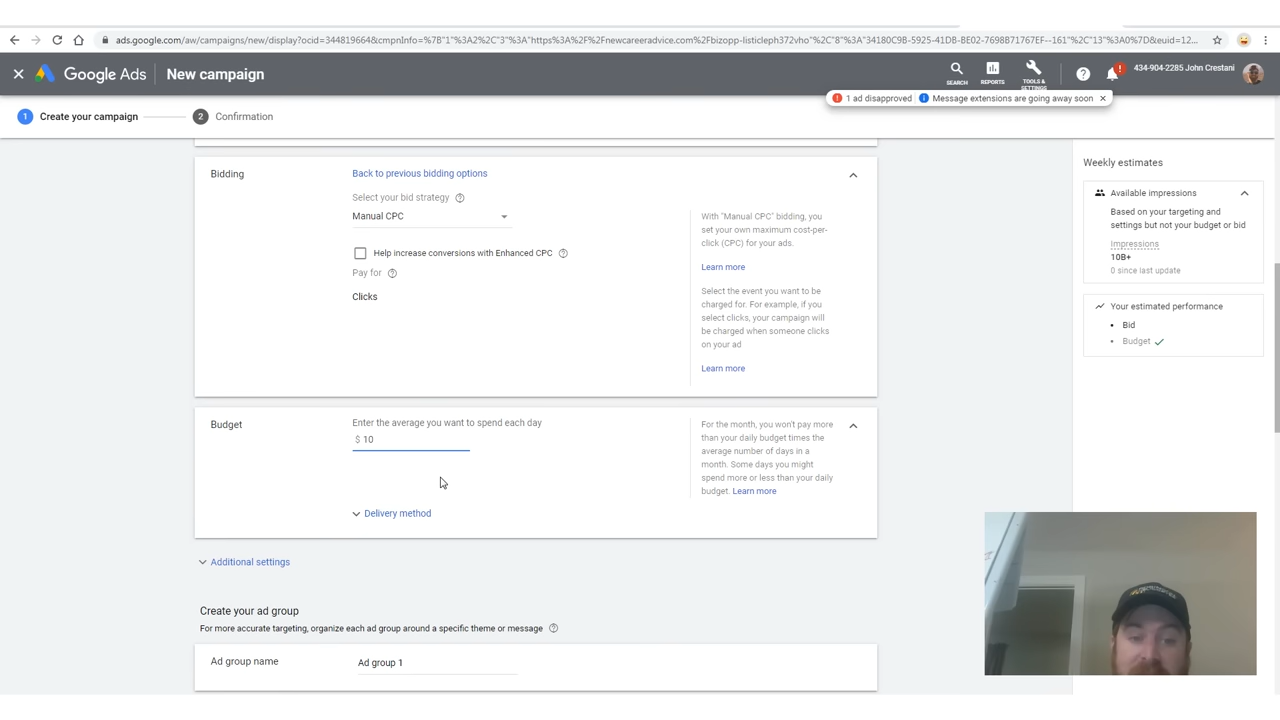 ads.google.com/aw/campaigns/new/display?ocid=344819664&cmpnInfo=%7B"1"%3A2%2C"3"%3A"https%3A%2F%2Fnewcareeradvice.com%2Fbizopp-listicleph372vho"%2C"8"%3A"34180C9B-5925-41DB-BE02-7698B71767EF--161"%2C"13"%3A0%7D&euid=12...
Google Ads
New campaign
SEARCH
REPORTS
TOOLS &
SETTINGS
434-904-2285 John Crestani
1 ad disapproved
Message extensions are going away soon
1 Create your campaign
2 Confirmation
Bidding
Back to previous bidding options
Select your bid strategy
Manual CPC
Help increase conversions with Enhanced CPC
Pay for
Clicks
With "Manual CPC" bidding, you
set your own maximum cost-per-
click (CPC) for your ads.
Learn more
Select the event you want to be
charged for. For example, if you
select clicks, your campaign will
be charged when someone clicks
on your ad
Learn more
Budget
Enter the average you want to spend each day
$ 10
Delivery method
For the month, you won't pay more
than your daily budget times the
average number of days in a
month. Some days you might
spend more or less than your daily
budget. Learn more
Additional settings
Create your ad group
For more accurate targeting, organize each ad group around a specific theme or message
Ad group name
Ad group 1
Weekly estimates
Available impressions
Based on your targeting and
settings but not your budget or bid
Impressions
10B+
0 since last update
Your estimated performance
• Bid
• Budget